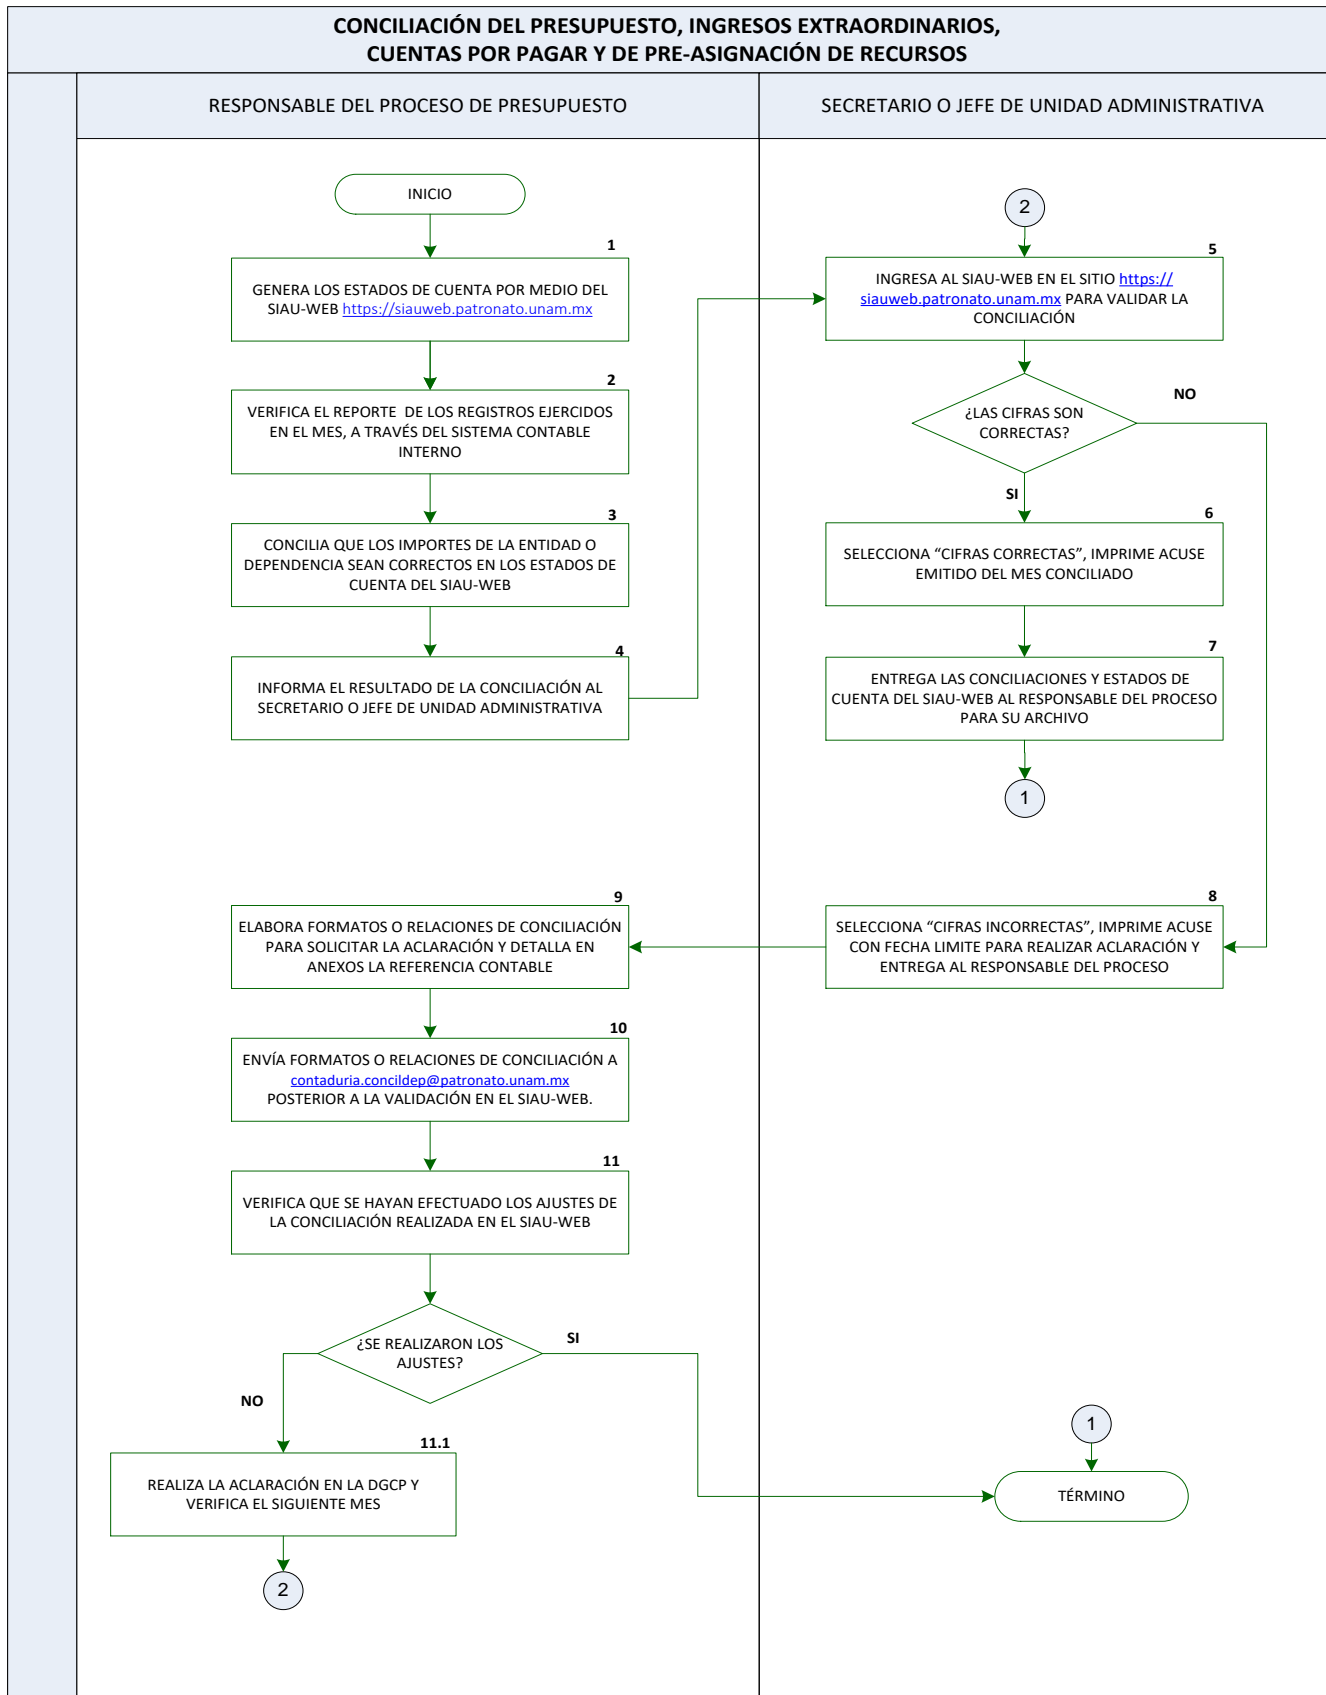 CONCILIACIÓN DEL PRESUPUESTO, INGRESOS EXTRAORDINARIOS,
CUENTAS POR PAGAR Y DE PRE-ASIGNACIÓN DE RECURSOS
RESPONSABLE DEL PROCESO DE PRESUPUESTO
SECRETARIO O JEFE DE UNIDAD ADMINISTRATIVA
INICIO
1
GENERA LOS ESTADOS DE CUENTA POR MEDIO DEL
SIAU-WEB https://siauweb.patronato.unam.mx
2
VERIFICA EL REPORTE DE LOS REGISTROS EJERCIDOS
EN EL MES, A TRAVÉS DEL SISTEMA CONTABLE
INTERNO
3
CONCILIA QUE LOS IMPORTES DE LA ENTIDAD O
DEPENDENCIA SEAN CORRECTOS EN LOS ESTADOS DE
CUENTA DEL SIAU-WEB
4
INFORMA EL RESULTADO DE LA CONCILIACIÓN AL
SECRETARIO O JEFE DE UNIDAD ADMINISTRATIVA
2
5
INGRESA AL SIAU-WEB EN EL SITIO https://
siauweb.patronato.unam.mx PARA VALIDAR LA
CONCILIACIÓN
¿LAS CIFRAS SON
CORRECTAS?
NO
SI
6
SELECCIONA “CIFRAS CORRECTAS”, IMPRIME ACUSE
EMITIDO DEL MES CONCILIADO
7
ENTREGA LAS CONCILIACIONES Y ESTADOS DE
CUENTA DEL SIAU-WEB AL RESPONSABLE DEL PROCESO
PARA SU ARCHIVO
1
8
SELECCIONA “CIFRAS INCORRECTAS”, IMPRIME ACUSE
CON FECHA LIMITE PARA REALIZAR ACLARACIÓN Y
ENTREGA AL RESPONSABLE DEL PROCESO
9
ELABORA FORMATOS O RELACIONES DE CONCILIACIÓN
PARA SOLICITAR LA ACLARACIÓN Y DETALLA EN
ANEXOS LA REFERENCIA CONTABLE
10
ENVÍA FORMATOS O RELACIONES DE CONCILIACIÓN A
contaduria.concildep@patronato.unam.mx
POSTERIOR A LA VALIDACIÓN EN EL SIAU-WEB.
11
VERIFICA QUE SE HAYAN EFECTUADO LOS AJUSTES DE
LA CONCILIACIÓN REALIZADA EN EL SIAU-WEB
¿SE REALIZARON LOS
AJUSTES?
SI
NO
11.1
REALIZA LA ACLARACIÓN EN LA DGCP Y
VERIFICA EL SIGUIENTE MES
2
1
TÉRMINO